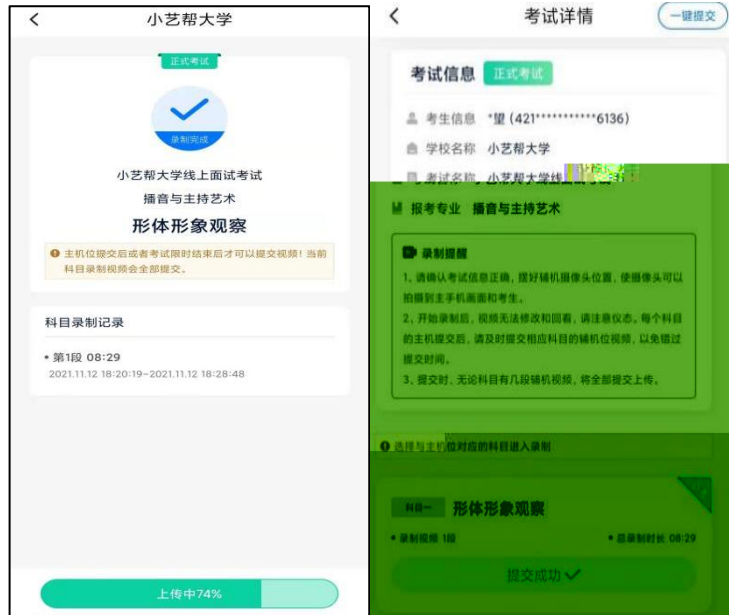 小艺帮大学
正式考试
录制完成
小艺帮大学线上面试考试
播音与主持艺术
形体形象观察
主机位提交后或者考试限时结束后才可以提交视频！当前
科目录制视频会全部提交。
科目录制记录
• 第1段 08:29
2021.11.12 18:20:19-2021.11.12 18:28:48
上传中74%
考试详情
一键提交
考试信息 正式考试
考生信息 *望 (421***********6136)
学校名称 小艺帮大学
考试名称 小艺帮大学线
报考专业 播音与主持艺术
录制提醒
1、请确认考试信息正确，摆好辅机摄像头位置，使摄像头可以
拍摄到主手机画面和考生。
2、开始录制后，视频无法修改和回看，请注意仪态。每个科目
的主机提交后，请及时提交相应科目的辅机位视频，以免错过
提交时间。
3、提交时，无论科目有几段辅机视频，将全部提交上传。
选择与主机位对应的科目进入录制
科目一 形体形象观察
• 录制视频 1段 • 总录制时长 08:29
提交成功